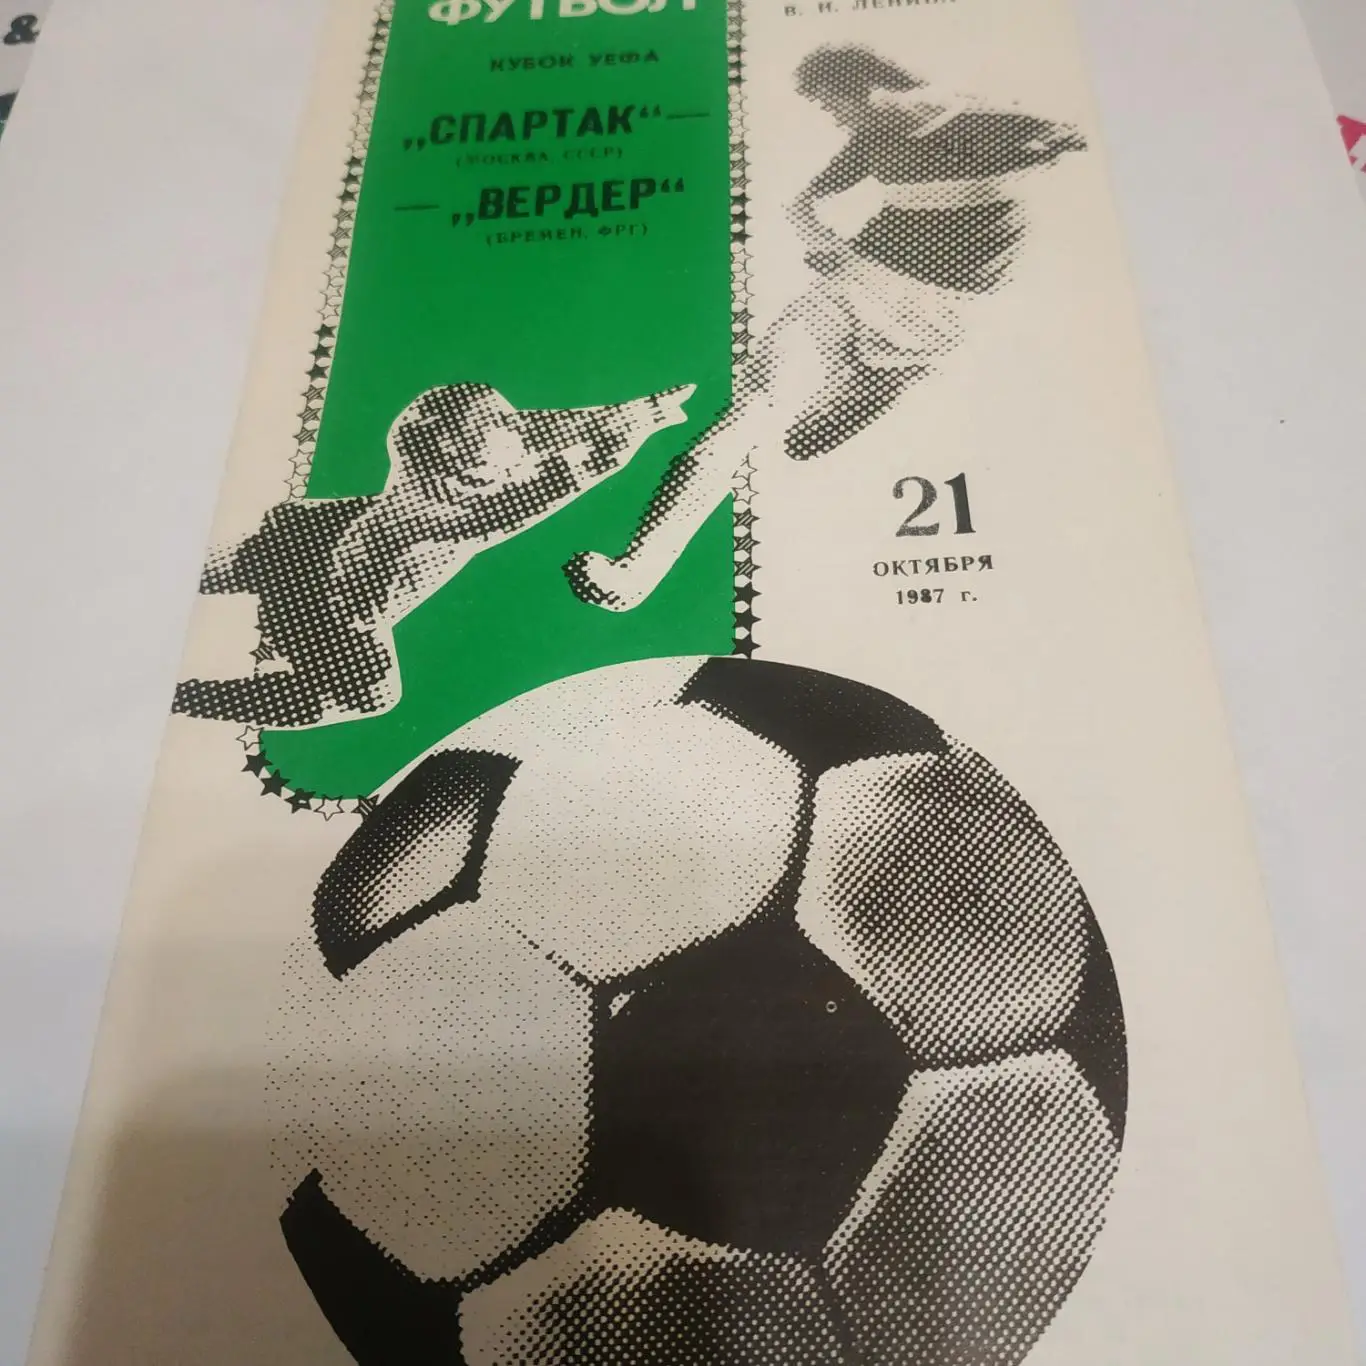 &
ФУТБОЛ
В. И. ЛЕНИНА
КУБОК УЕФА
„СПАРТАК“ —
(МОСКВА, СССР)
— „ВЕРДЕР“
(БРЕМЕН, ФРГ)
21
ОКТЯБРЯ
1987 г.